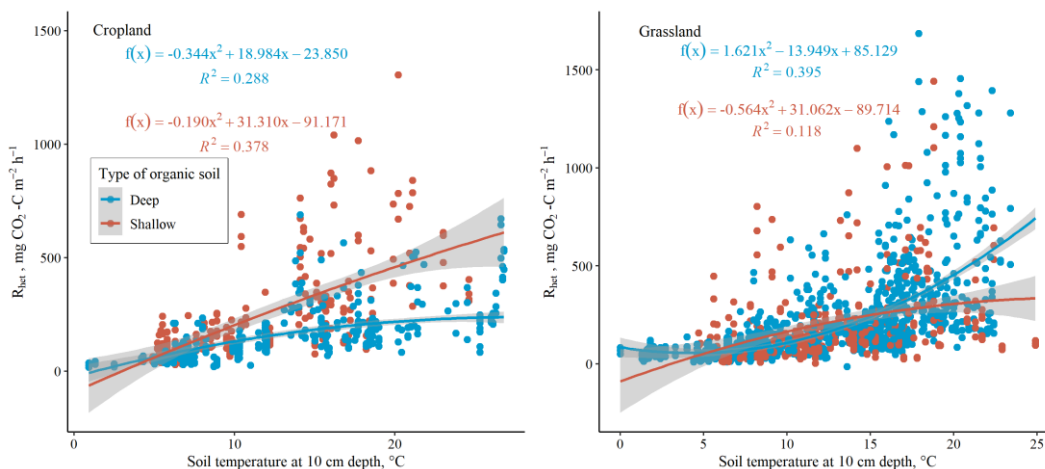 Cropland
f(x) = -0.344x² + 18.984x − 23.850
R² = 0.288
f(x) = -0.190x² + 31.310x − 91.171
R² = 0.378
Type of organic soil
Deep
Shallow
1500
1000
500
0
R_het , mg CO₂ -C m⁻² h⁻¹
0 10 20
Soil temperature at 10 cm depth, °C
Grassland
f(x) = 1.621x² − 13.949x + 85.129
R² = 0.395
f(x) = -0.564x² + 31.062x − 89.714
R² = 0.118
1500
1000
500
0
R_het , mg CO₂ -C m⁻² h⁻¹
0 5 10 15 20 25
Soil temperature at 10 cm depth, °C